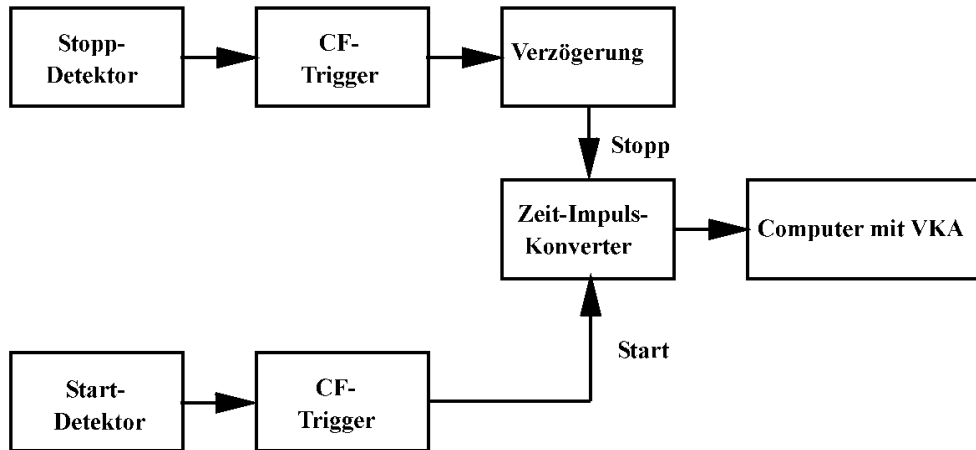 Stopp-
Detektor
CF-
Trigger
Verzögerung
Stopp
Zeit-Impuls-
Konverter
Computer mit VKA
Start
Start-
Detektor
CF-
Trigger